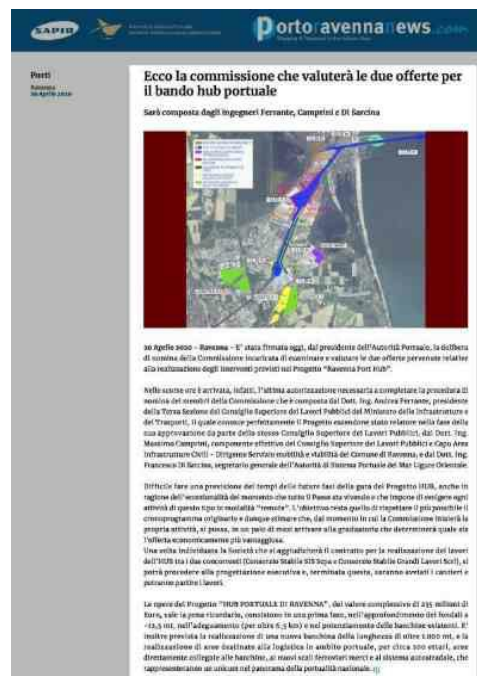 SAPIR
Portoravennanews.com
Porti
Ravenna
20 Aprile 2020
Ecco la commissione che valuterà le due offerte per
il bando hub portuale
Sarà composta dagli ingegneri Ferrante, Camprini e Di Sarcina
20 Aprile 2020 – Ravenna – E' stata firmata oggi, dal presidente dell'Autorità Portuale, la delibera
di nomina della Commissione incaricata di esaminare e valutare le due offerte pervenute relative
alla realizzazione degli interventi previsti nel Progetto "Ravenna Port Hub".
Nelle scorse ore è arrivata, infatti, l'ultima autorizzazione necessaria a completare la procedura di
nomina dei membri della Commissione che è composta dal Dott. Ing. Andrea Ferrante, presidente
della Terza Sezione del Consiglio Superiore dei Lavori Pubblici del Ministero delle Infrastrutture e
dei Trasporti, il quale conosce perfettamente il Progetto essendone stato relatore nella fase della
sua approvazione da parte dello stesso Consiglio Superiore dei Lavori Pubblici, dal Dott. Ing.
Massimo Camprini, componente effettivo del Consiglio Superiore dei Lavori Pubblici e Capo Area
Infrastrutture Civili – Dirigente Servizio mobilità e viabilità del Comune di Ravenna, e dal Dott. Ing.
Francesco Di Sarcina, segretario generale dell'Autorità di Sistema Portuale del Mar Ligure Orientale.
Difficile fare una previsione dei tempi delle future fasi della gara del Progetto HUB, anche in
ragione dell'eccezionalità del momento che tutto il Paese sta vivendo e che impone di svolgere ogni
attività di questo tipo in modalità "remota". L'obiettivo resta quello di rispettare il più possibile il
cronoprogramma originario e dunque stimare che, dal momento in cui la Commissione inizierà la
propria attività, si possa, in un paio di mesi arrivare alla graduatoria che determinerà quale sia
l'offerta economicamente più vantaggiosa.
Una volta individuata la Società che si aggiudicherà il contratto per la realizzazione dei lavori
dell'HUB tra i due concorrenti (Consorzio Stabile SIS Scpa e Consorzio Stabile Grandi Lavori Scrl), si
potrà procedere alla progettazione esecutiva e, terminata questa, saranno avviati i cantieri e
potranno partire i lavori.
Le opere del Progetto "HUB PORTUALE DI RAVENNA", del valore complessivo di 235 milioni di
Euro, vale la pena ricordarlo, consistono in una prima fase, nell'approfondimento dei fondali a
-12,5 mt, nell'adeguamento (per oltre 6,5 km) e nel potenziamento delle banchine esistenti. E'
inoltre prevista la realizzazione di una nuova banchina della lunghezza di oltre 1.000 mt, e la
realizzazione di aree destinate alla logistica in ambito portuale, per circa 200 ettari, aree
direttamente collegate alle banchine, ai nuovi scali ferroviari merci e al sistema autostradale, che
rappresenteranno un unicum nel panorama della portualità nazionale.